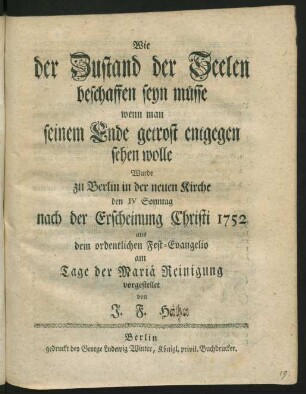 Wie
der Zustand der Seelen
beschaffen seyn müsse
wenn man
seinem Ende getrost entgegen
sehen wolle
Wurde
zu Berlin in der neuen Kirche
den IV Sonntag
nach der Erscheinung Christi 1752
aus
dem ordentlichen Fest-Evangelio
am
Tage der Mariä Reinigung
vorgestellet
von
J. F.
Berlin
gedruckt bey George Ludwig Winter, Königl. privil. Buchdrucker.
19.